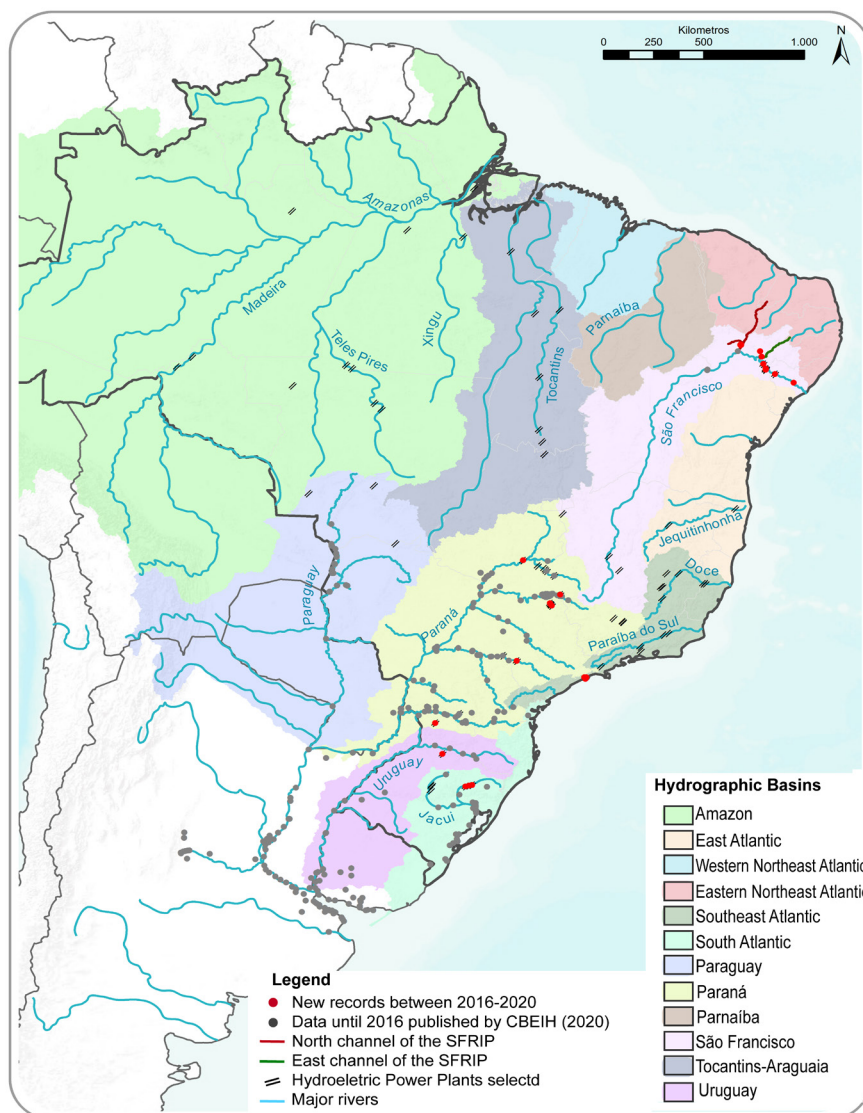 Kilometros
N
0 250 500 1.000
Amazonas
Madeira
Xingu
Teles Pires
Tocantins
Parnaíba
São Francisco
Jequitinhonha
Doce
Paraíba do Sul
Paraguay
Paraná
Uruguay
Jacui
Hydrographic Basins
Amazon
East Atlantic
Western Northeast Atlantic
Eastern Northeast Atlantic
Southeast Atlantic
South Atlantic
Paraguay
Paraná
Parnaíba
São Francisco
Tocantins-Araguaia
Uruguay
Legend
New records between 2016-2020
Data until 2016 published by CBEIH (2020)
North channel of the SFRIP
East channel of the SFRIP
Hydroeletric Power Plants selectd
Major rivers